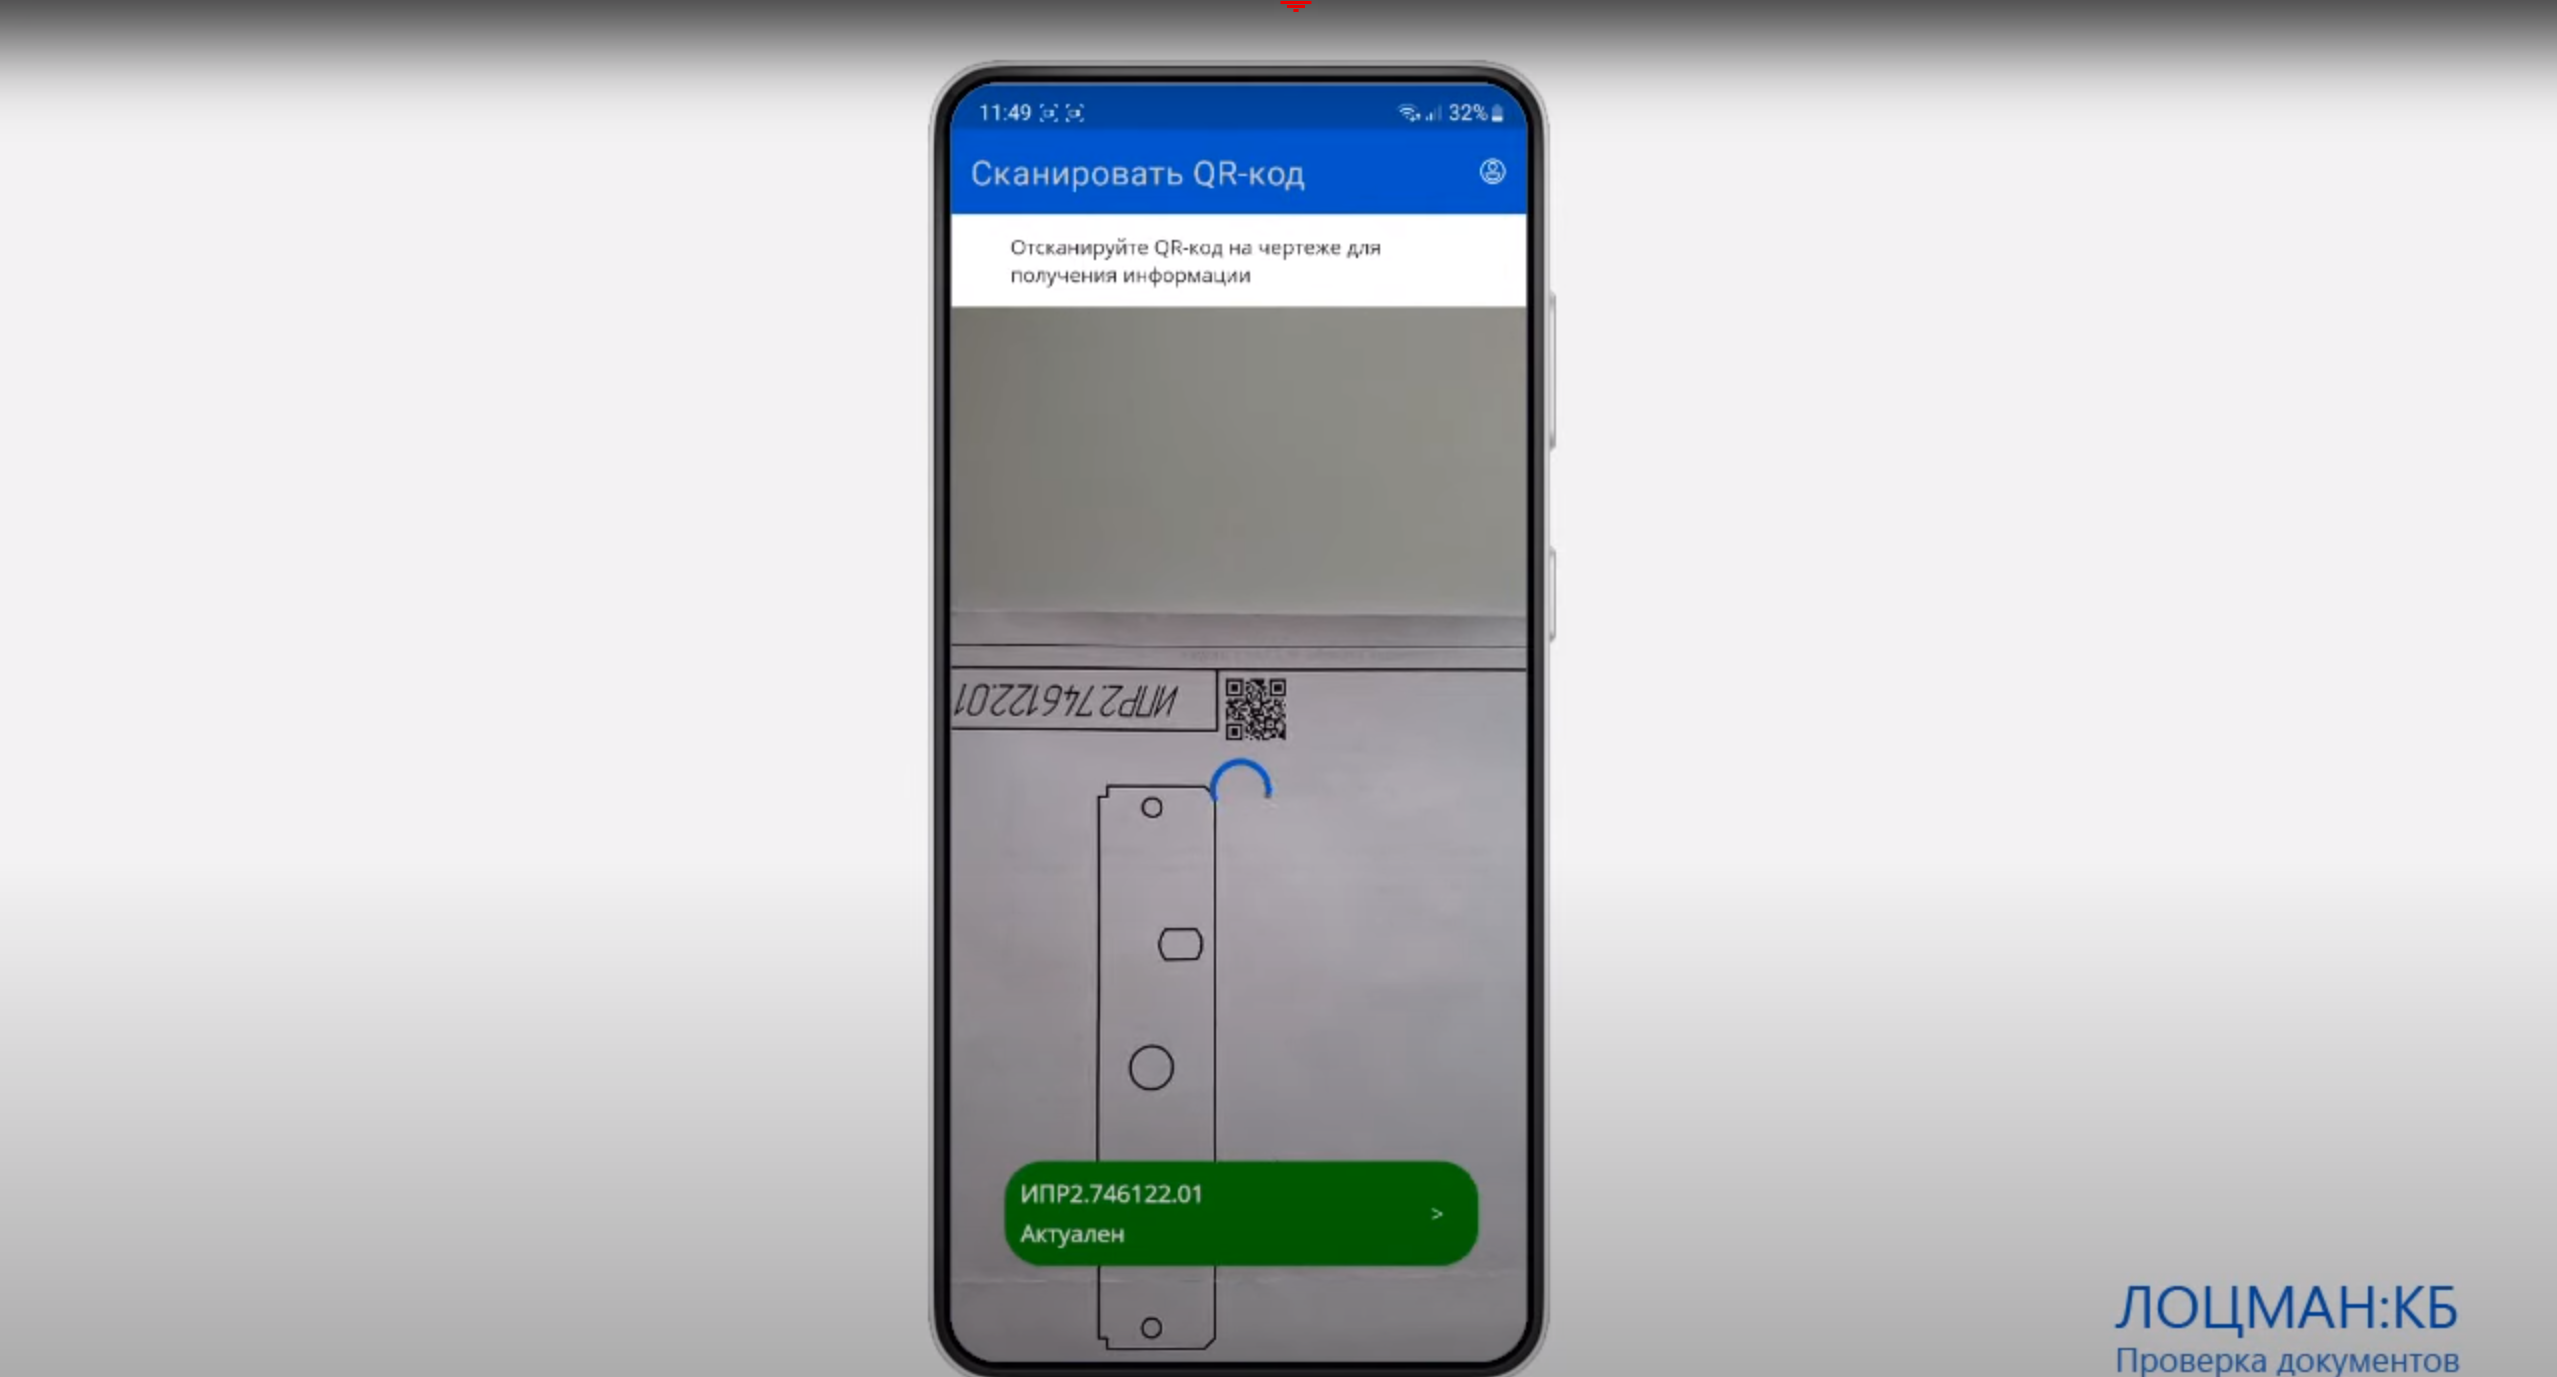 11:49
32%
Сканировать QR-код
Отсканируйте QR-код на чертеже для
получения информации
ИПР2.746122.01
ИПР2.746122.01
Актуален
>
ЛОЦМАН:КБ
Проверка документов